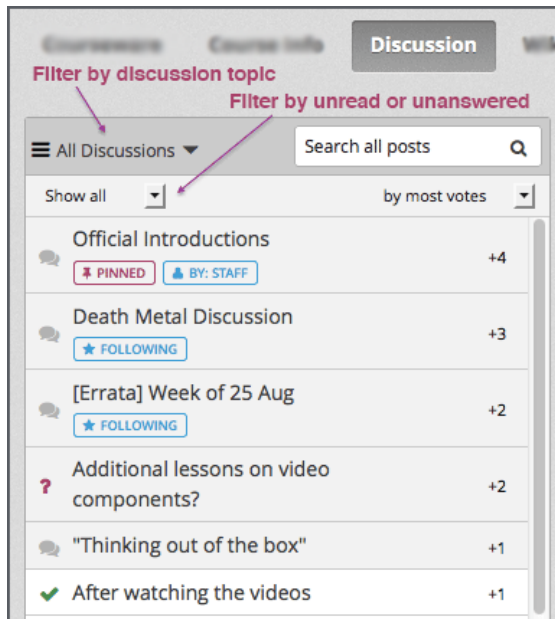 Discussion
Filter by discussion topic
Filter by unread or unanswered
All Discussions
Search all posts
Show all
by most votes
Official Introductions
+4
PINNED
BY: STAFF
Death Metal Discussion
+3
FOLLOWING
[Errata] Week of 25 Aug
+2
FOLLOWING
Additional lessons on video
components?
+2
"Thinking out of the box"
+1
After watching the videos
+1